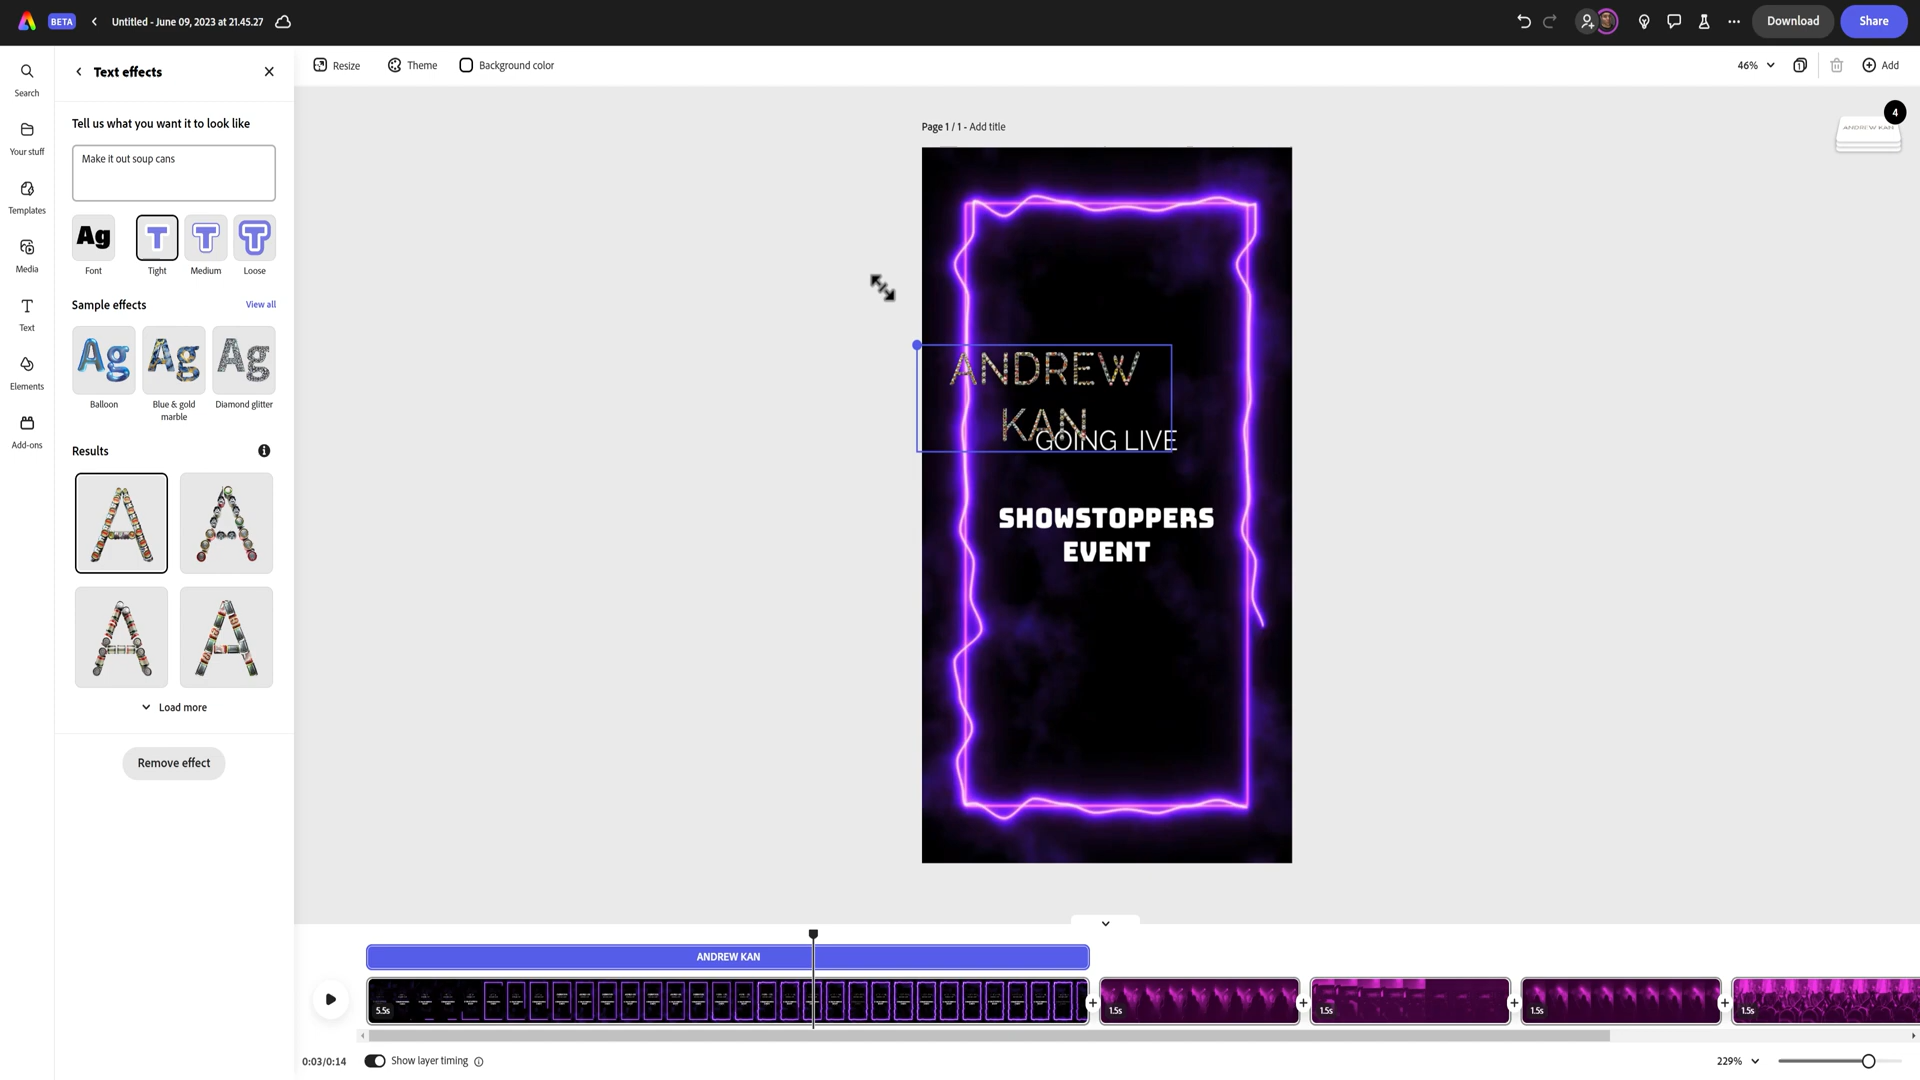 BETA
Untitled - June 09, 2023 at 21.45.27
Download
Share
Search
Your stuff
Templates
Media
Text
Elements
Add-ons
Text effects
Tell us what you want it to look like
Make it out soup cans
Ag
T
T
T
Font
Tight
Medium
Loose
Sample effects
View all
Ag
Ag
Ag
Balloon
Blue & gold
marble
Diamond glitter
Results
A
A
A
A
Load more
Remove effect
Resize
Theme
Background color
46%
1
Add
4
ANDREW KAN
Page 1 / 1 - Add title
ANDREW
KAN
GOING LIVE
SHOWSTOPPERS
EVENT
ANDREW KAN
5.5s
1.5s
1.5s
1.5s
1.5s
0:03/0:14
Show layer timing
229%